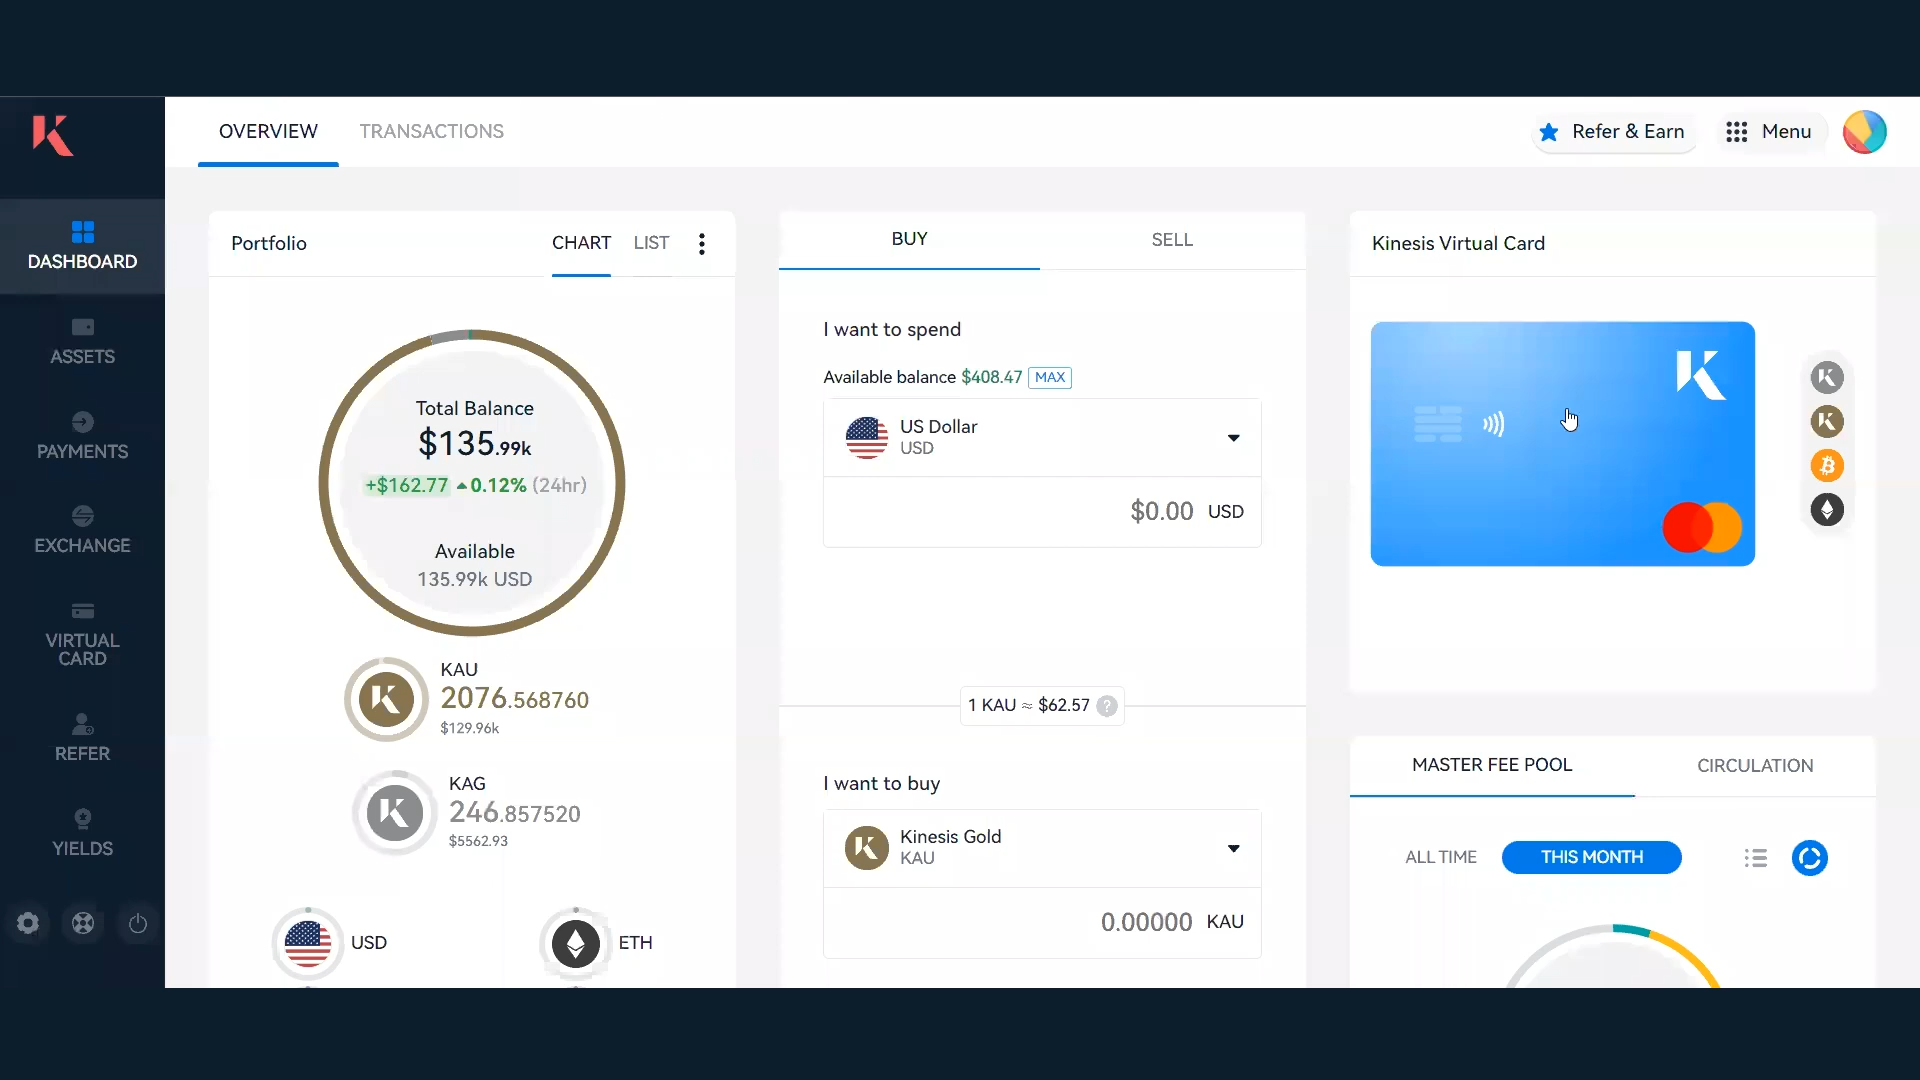 OVERVIEW
TRANSACTIONS
Refer & Earn
Menu
DASHBOARD
ASSETS
PAYMENTS
EXCHANGE
VIRTUAL
CARD
REFER
YIELDS
Portfolio
CHART
LIST
Total Balance
$135.99k
+$162.77 0.12% (24hr)
Available
135.99k USD
KAU
2076.568760
$129.96k
KAG
246.857520
$5562.93
USD
ETH
BUY
SELL
I want to spend
Available balance $408.47 MAX
US Dollar
USD
$0.00 USD
1 KAU ≈ $62.57 ?
I want to buy
Kinesis Gold
KAU
0.00000 KAU
Kinesis Virtual Card
MASTER FEE POOL
CIRCULATION
ALL TIME
THIS MONTH